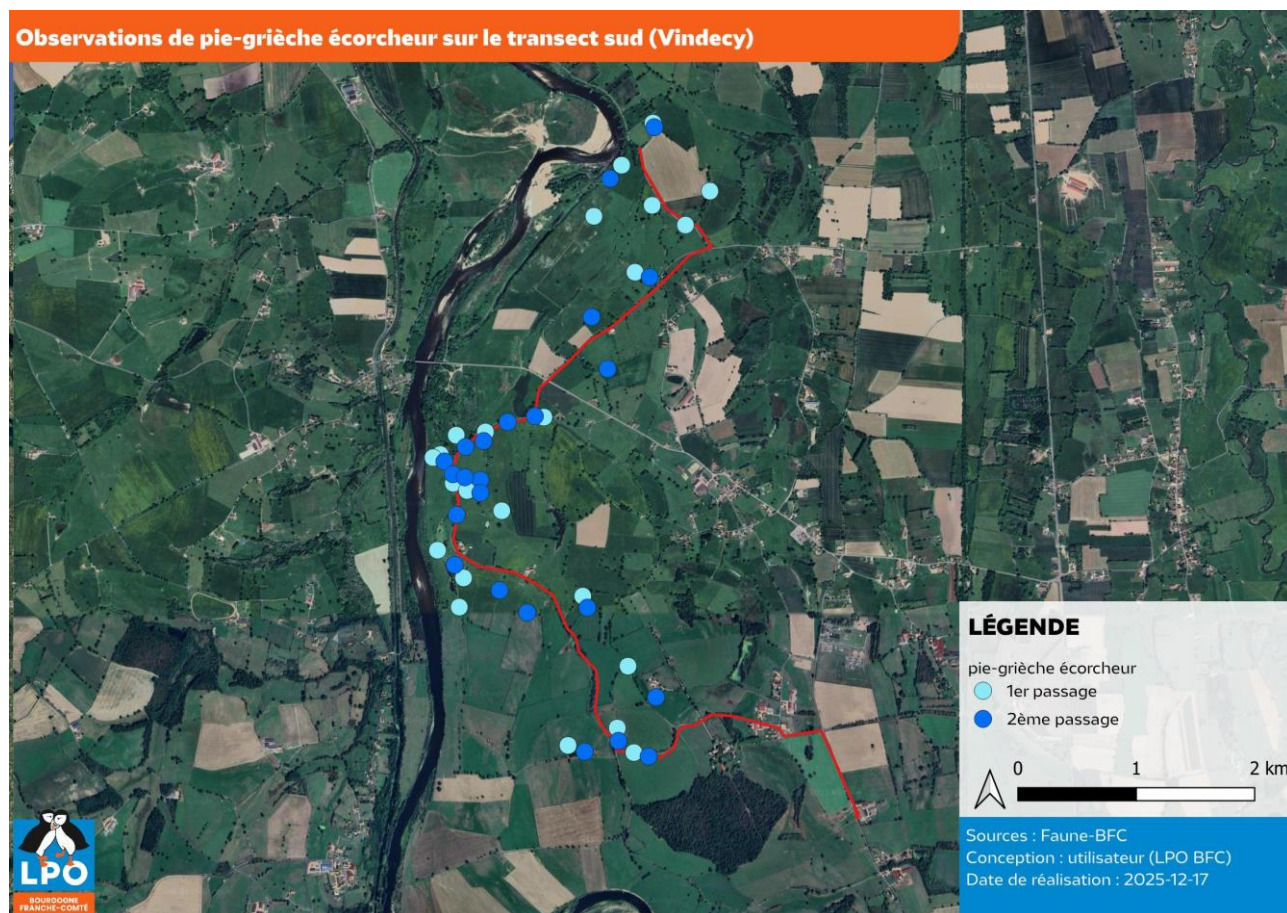 Observations de pie-grièche écorcheur sur le transect sud (Vindecy)
LÉGENDE
pie-grièche écorcheur
1er passage
2ème passage
0 1 2 km
Sources : Faune-BFC
Conception : utilisateur (LPO BFC)
Date de réalisation : 2025-12-17
LPO
BOURGOGNE
FRANCHE-COMTÉ